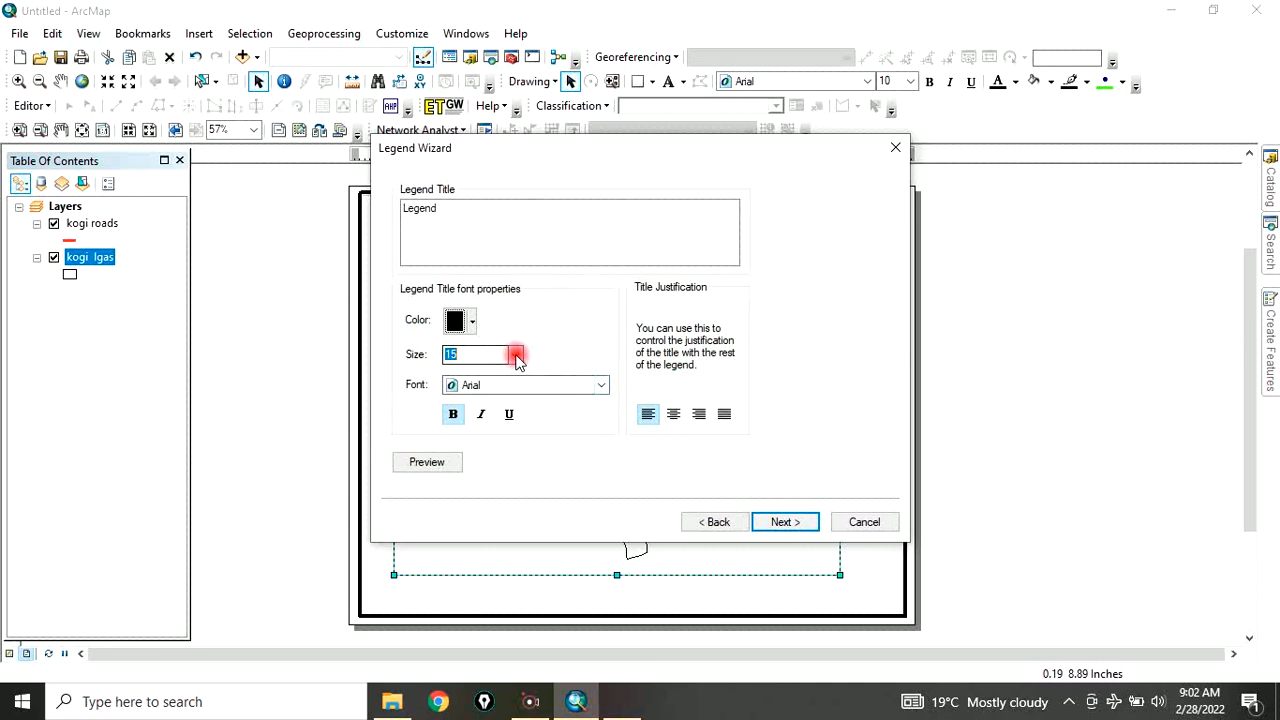 Untitled - ArcMap
File Edit View Bookmarks Insert Selection Geoprocessing Customize Windows Help
Georeferencing
Drawing A Arial 10 B I U A
Editor ET GW Help Classification
57% Network Analyst
Table Of Contents
Layers
kogi roads
kogi lgas
Legend Wizard
Legend Title
Legend
Legend Title font properties
Color:
Size: 15
Font: Arial
B I U
Title Justification
You can use this to
control the justification
of the title with the rest
of the legend.
Preview
< Back Next > Cancel
Catalog
Search
Create Features
0.19 8.89 Inches
Type here to search
19°C Mostly cloudy
9:02 AM
2/28/2022
1